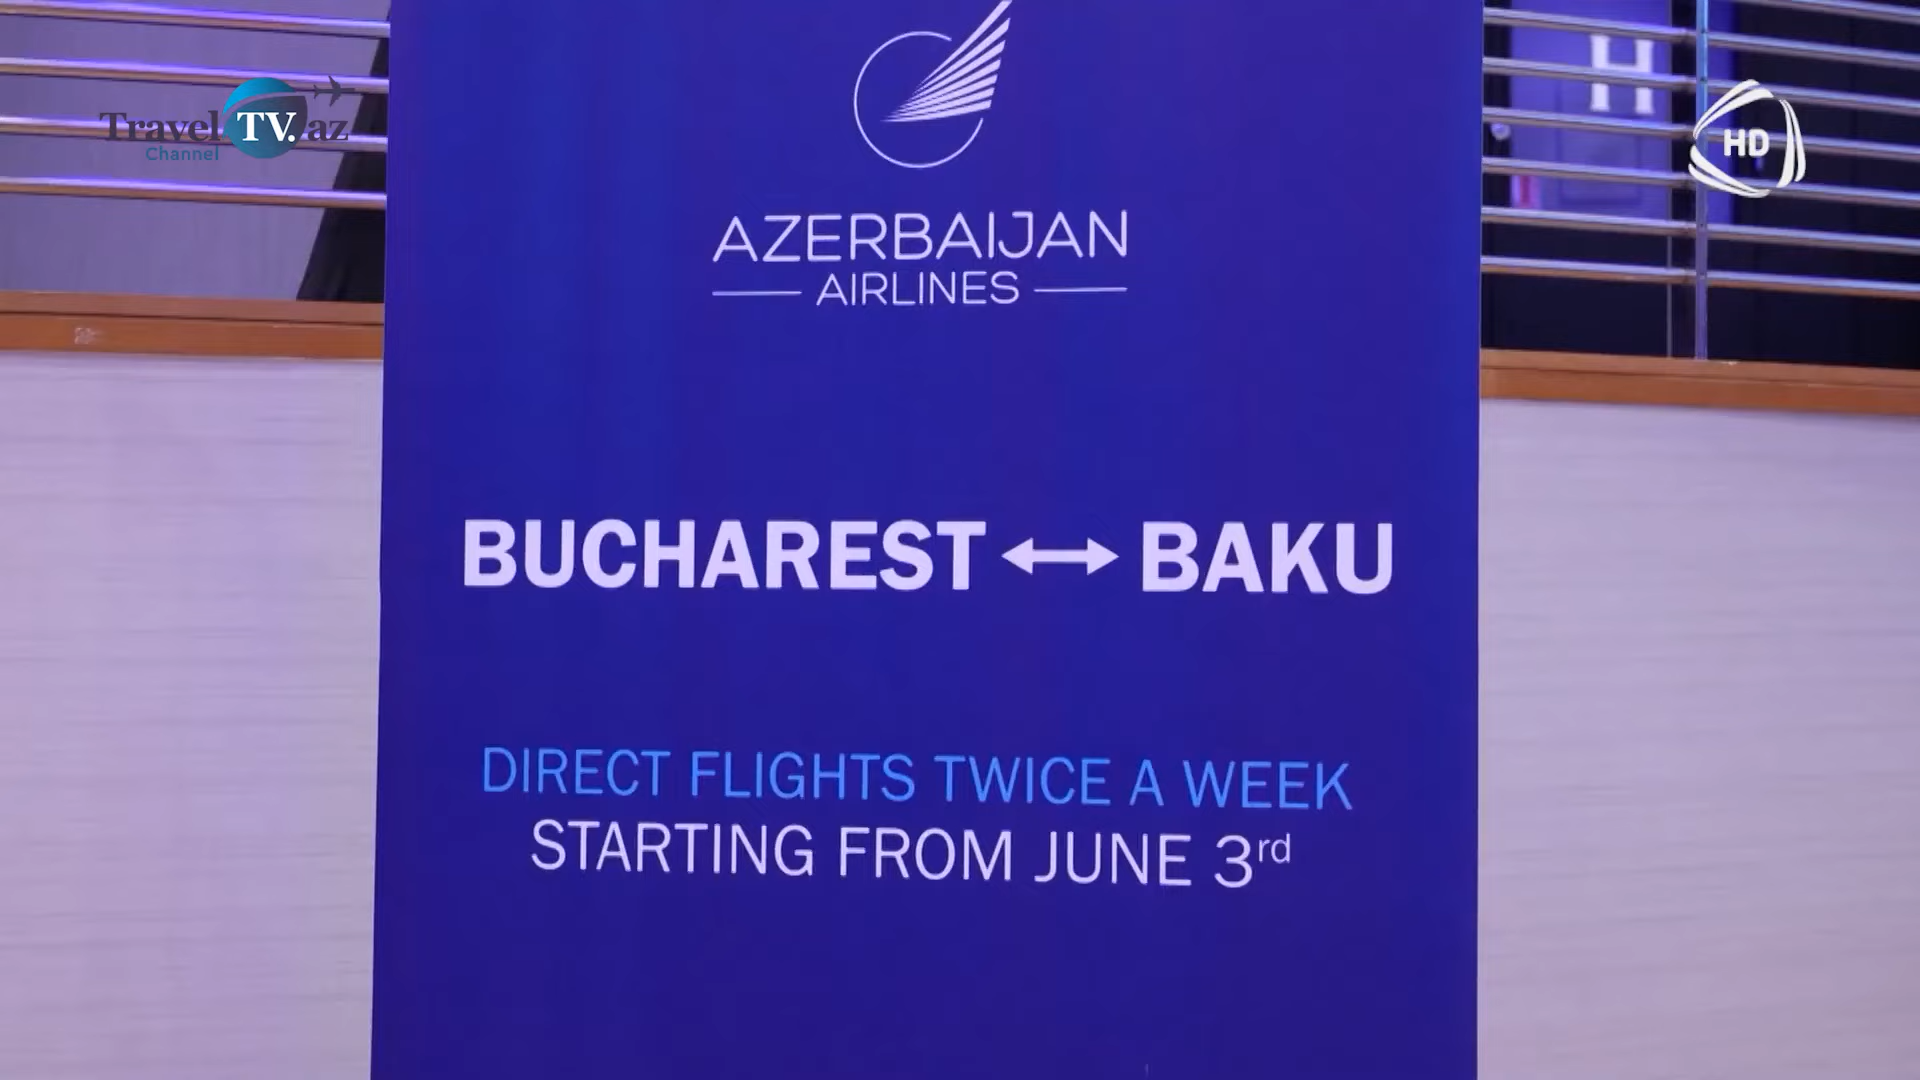 Travel TV.az
Channel
H
HD
AZERBAIJAN
AIRLINES
BUCHAREST ↔ BAKU
DIRECT FLIGHTS TWICE A WEEK
STARTING FROM JUNE 3rd